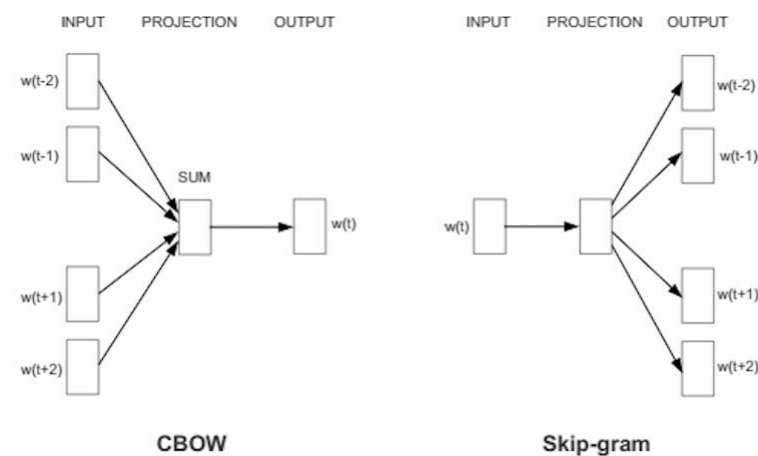 INPUT PROJECTION OUTPUT
w(t-2)
w(t-1)
SUM
w(t)
w(t+1)
w(t+2)
CBOW
INPUT PROJECTION OUTPUT
w(t-2)
w(t-1)
w(t)
w(t+1)
w(t+2)
Skip-gram